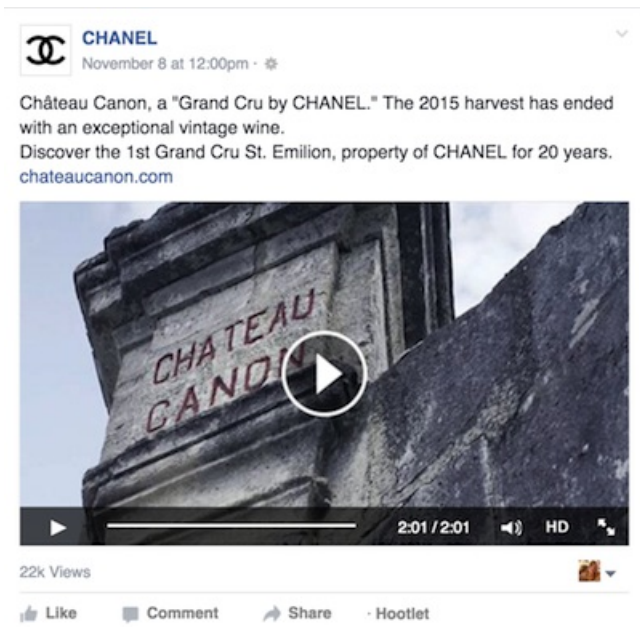 CHANEL
November 8 at 12:00pm ·
Château Canon, a "Grand Cru by CHANEL." The 2015 harvest has ended
with an exceptional vintage wine.
Discover the 1st Grand Cru St. Emilion, property of CHANEL for 20 years.
chateaucanon.com
CHATEAU
CANON
2:01 / 2:01 HD
22k Views
Like Comment Share · Hootlet